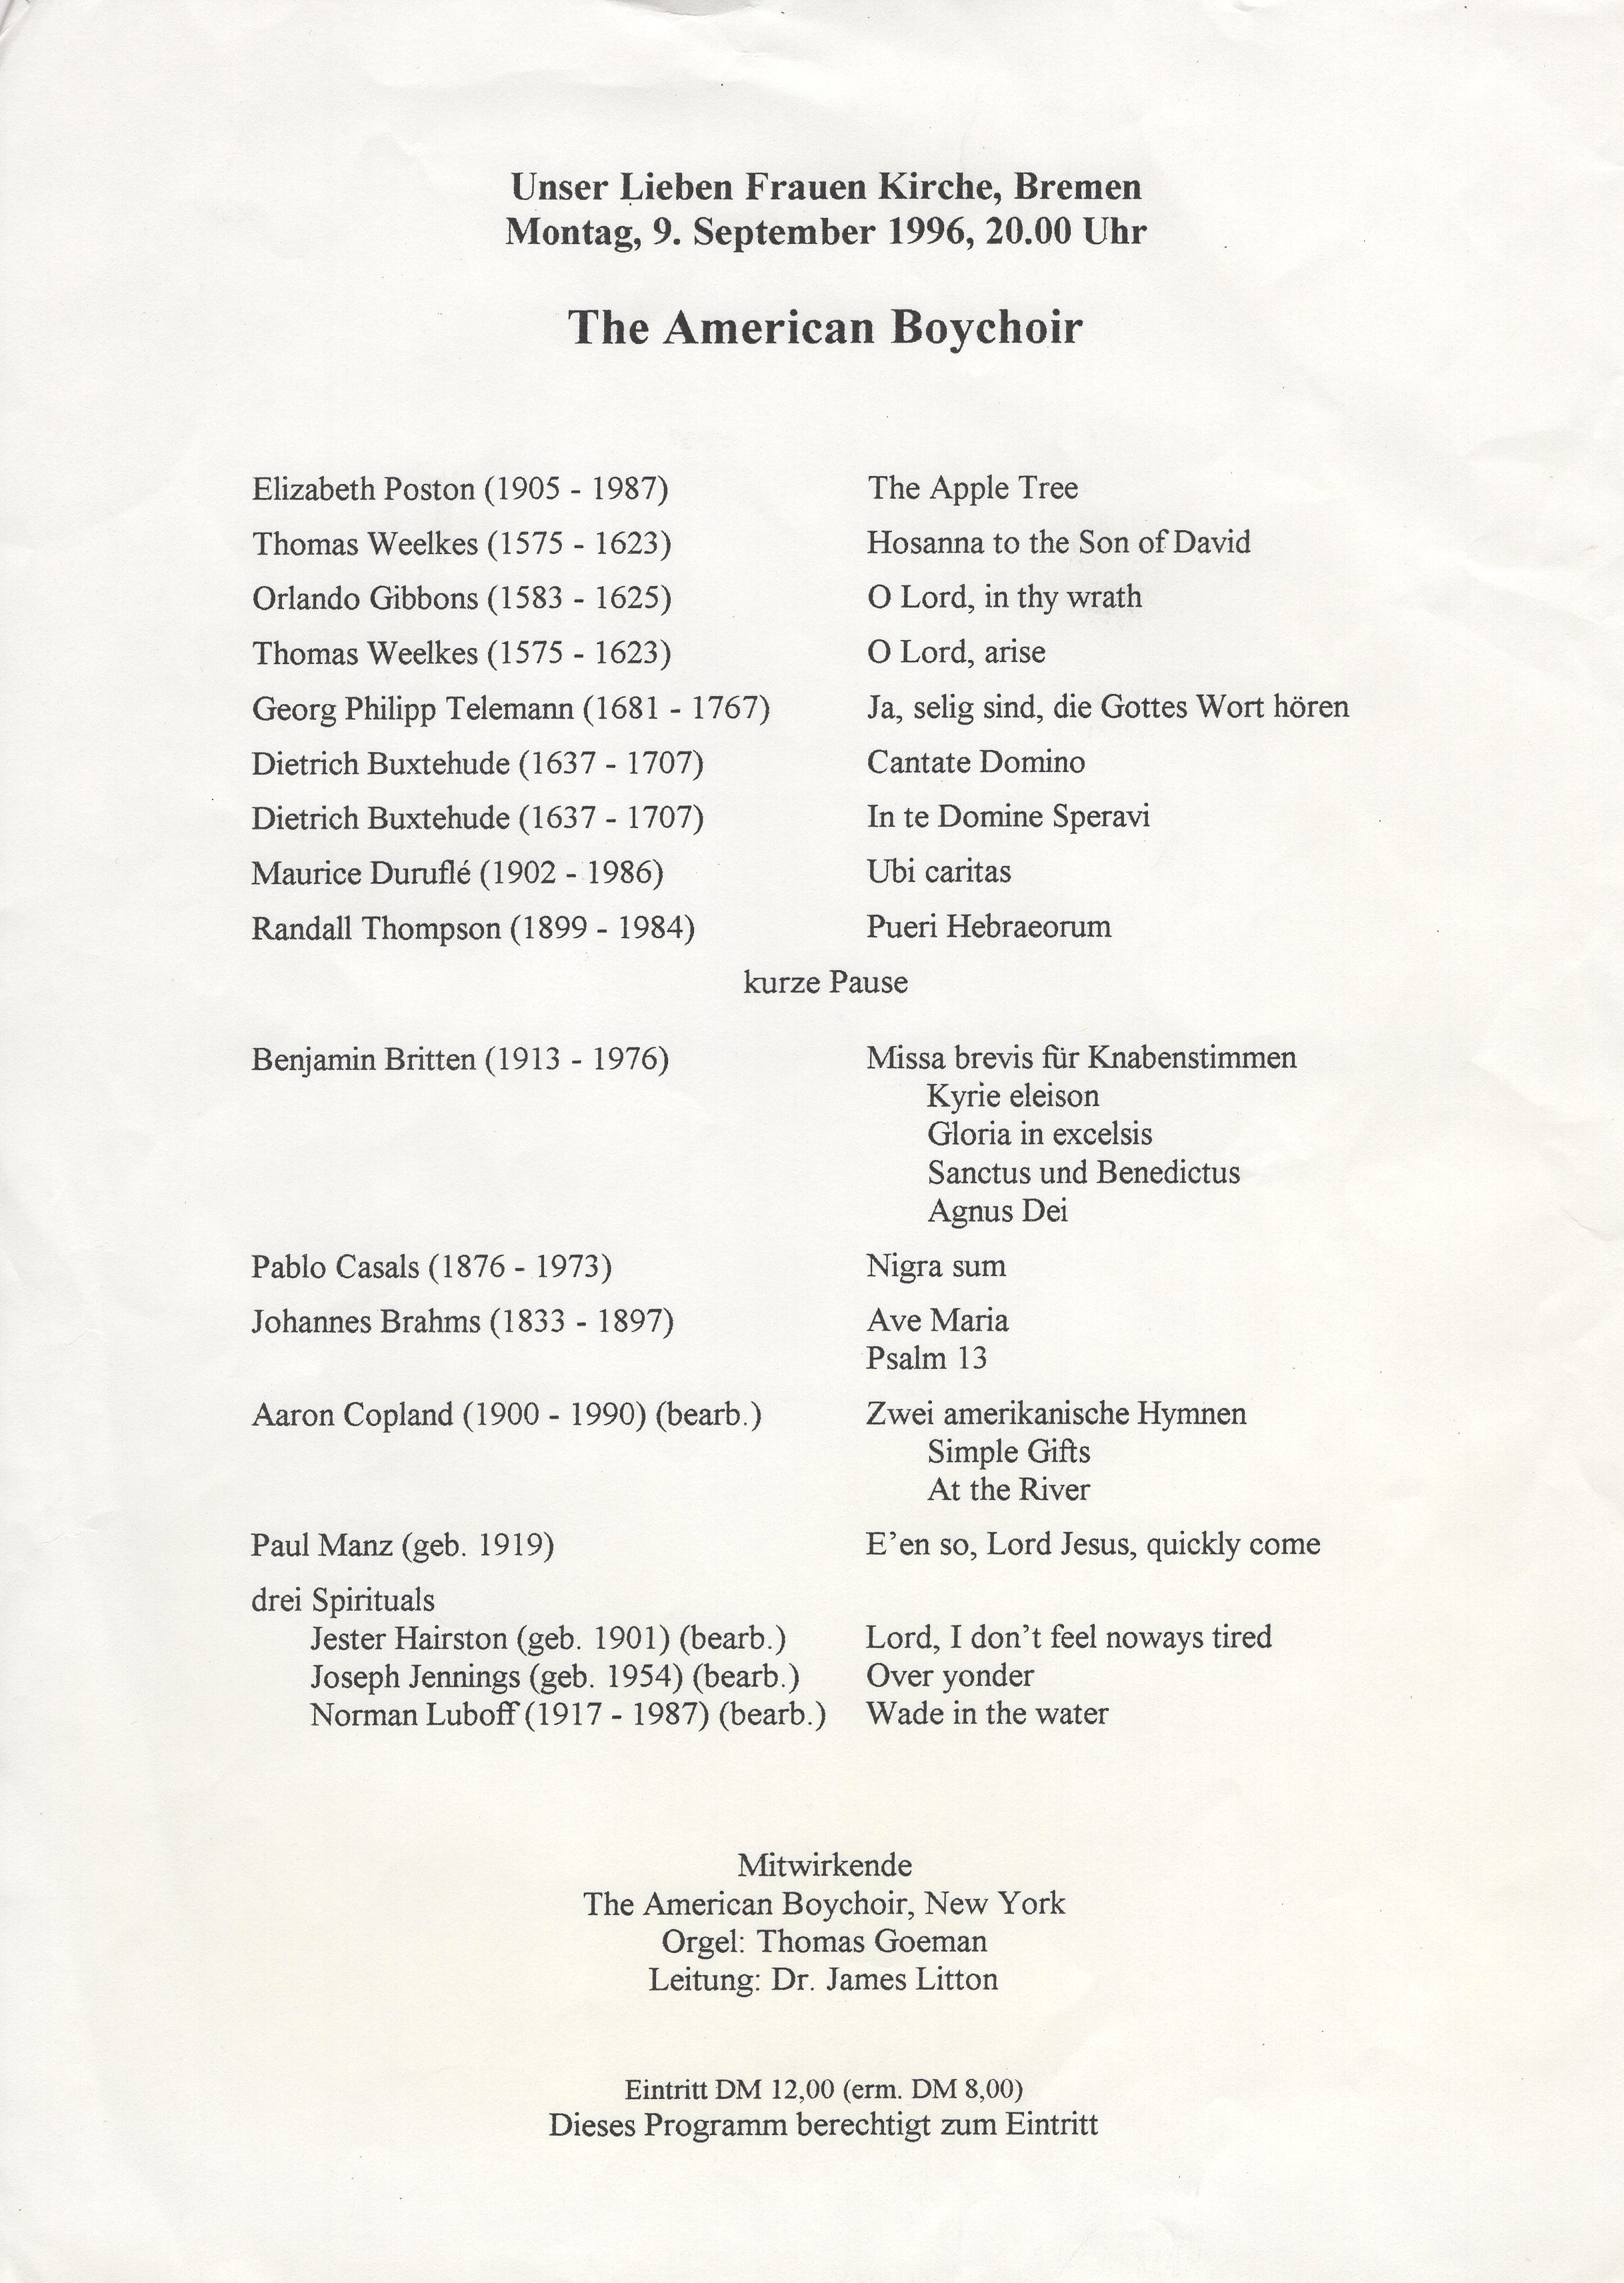 Unser Lieben Frauen Kirche, Bremen
Montag, 9. September 1996, 20.00 Uhr
The American Boychoir
Elizabeth Poston (1905 - 1987) The Apple Tree
Thomas Weelkes (1575 - 1623) Hosanna to the Son of David
Orlando Gibbons (1583 - 1625) O Lord, in thy wrath
Thomas Weelkes (1575 - 1623) O Lord, arise
Georg Philipp Telemann (1681 - 1767) Ja, selig sind, die Gottes Wort hören
Dietrich Buxtehude (1637 - 1707) Cantate Domino
Dietrich Buxtehude (1637 - 1707) In te Domine Speravi
Maurice Duruflé (1902 - 1986) Ubi caritas
Randall Thompson (1899 - 1984) Pueri Hebraeorum
kurze Pause
Benjamin Britten (1913 - 1976) Missa brevis für Knabenstimmen
Kyrie eleison
Gloria in excelsis
Sanctus und Benedictus
Agnus Dei
Pablo Casals (1876 - 1973) Nigra sum
Johannes Brahms (1833 - 1897) Ave Maria
Psalm 13
Aaron Copland (1900 - 1990) (bearb.) Zwei amerikanische Hymnen
Simple Gifts
At the River
Paul Manz (geb. 1919) E’en so, Lord Jesus, quickly come
drei Spirituals
Jester Hairston (geb. 1901) (bearb.) Lord, I don’t feel noways tired
Joseph Jennings (geb. 1954) (bearb.) Over yonder
Norman Luboff (1917 - 1987) (bearb.) Wade in the water
Mitwirkende
The American Boychoir, New York
Orgel: Thomas Goeman
Leitung: Dr. James Litton
Eintritt DM 12,00 (erm. DM 8,00)
Dieses Programm berechtigt zum Eintritt